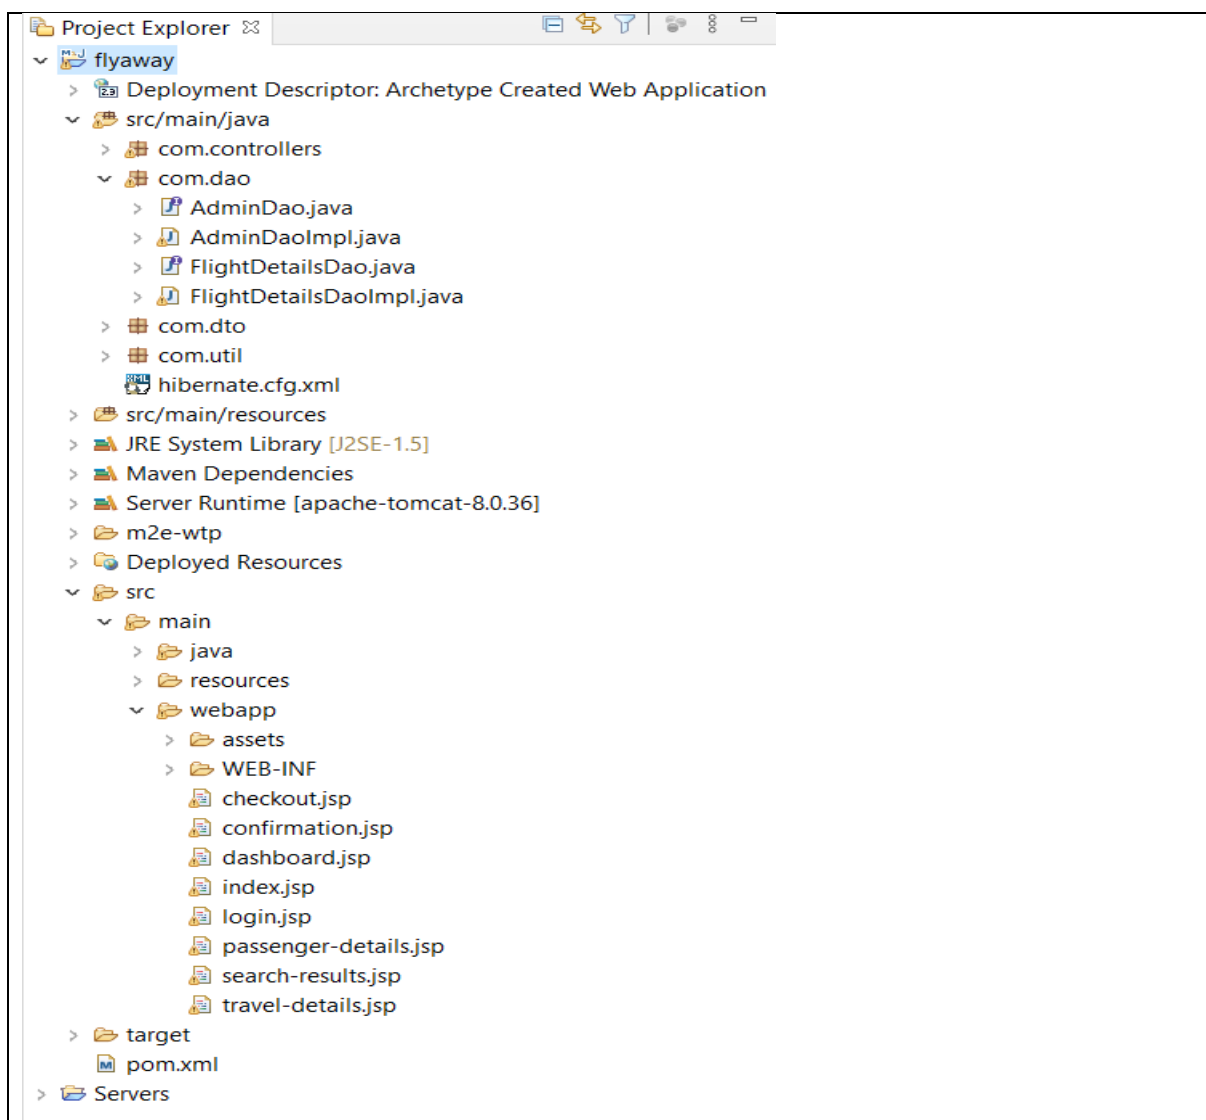 Project Explorer
flyaway
Deployment Descriptor: Archetype Created Web Application
src/main/java
com.controllers
com.dao
AdminDao.java
AdminDaoImpl.java
FlightDetailsDao.java
FlightDetailsDaoImpl.java
com.dto
com.util
hibernate.cfg.xml
src/main/resources
JRE System Library [J2SE-1.5]
Maven Dependencies
Server Runtime [apache-tomcat-8.0.36]
m2e-wtp
Deployed Resources
src
main
java
resources
webapp
assets
WEB-INF
checkout.jsp
confirmation.jsp
dashboard.jsp
index.jsp
login.jsp
passenger-details.jsp
search-results.jsp
travel-details.jsp
target
pom.xml
Servers